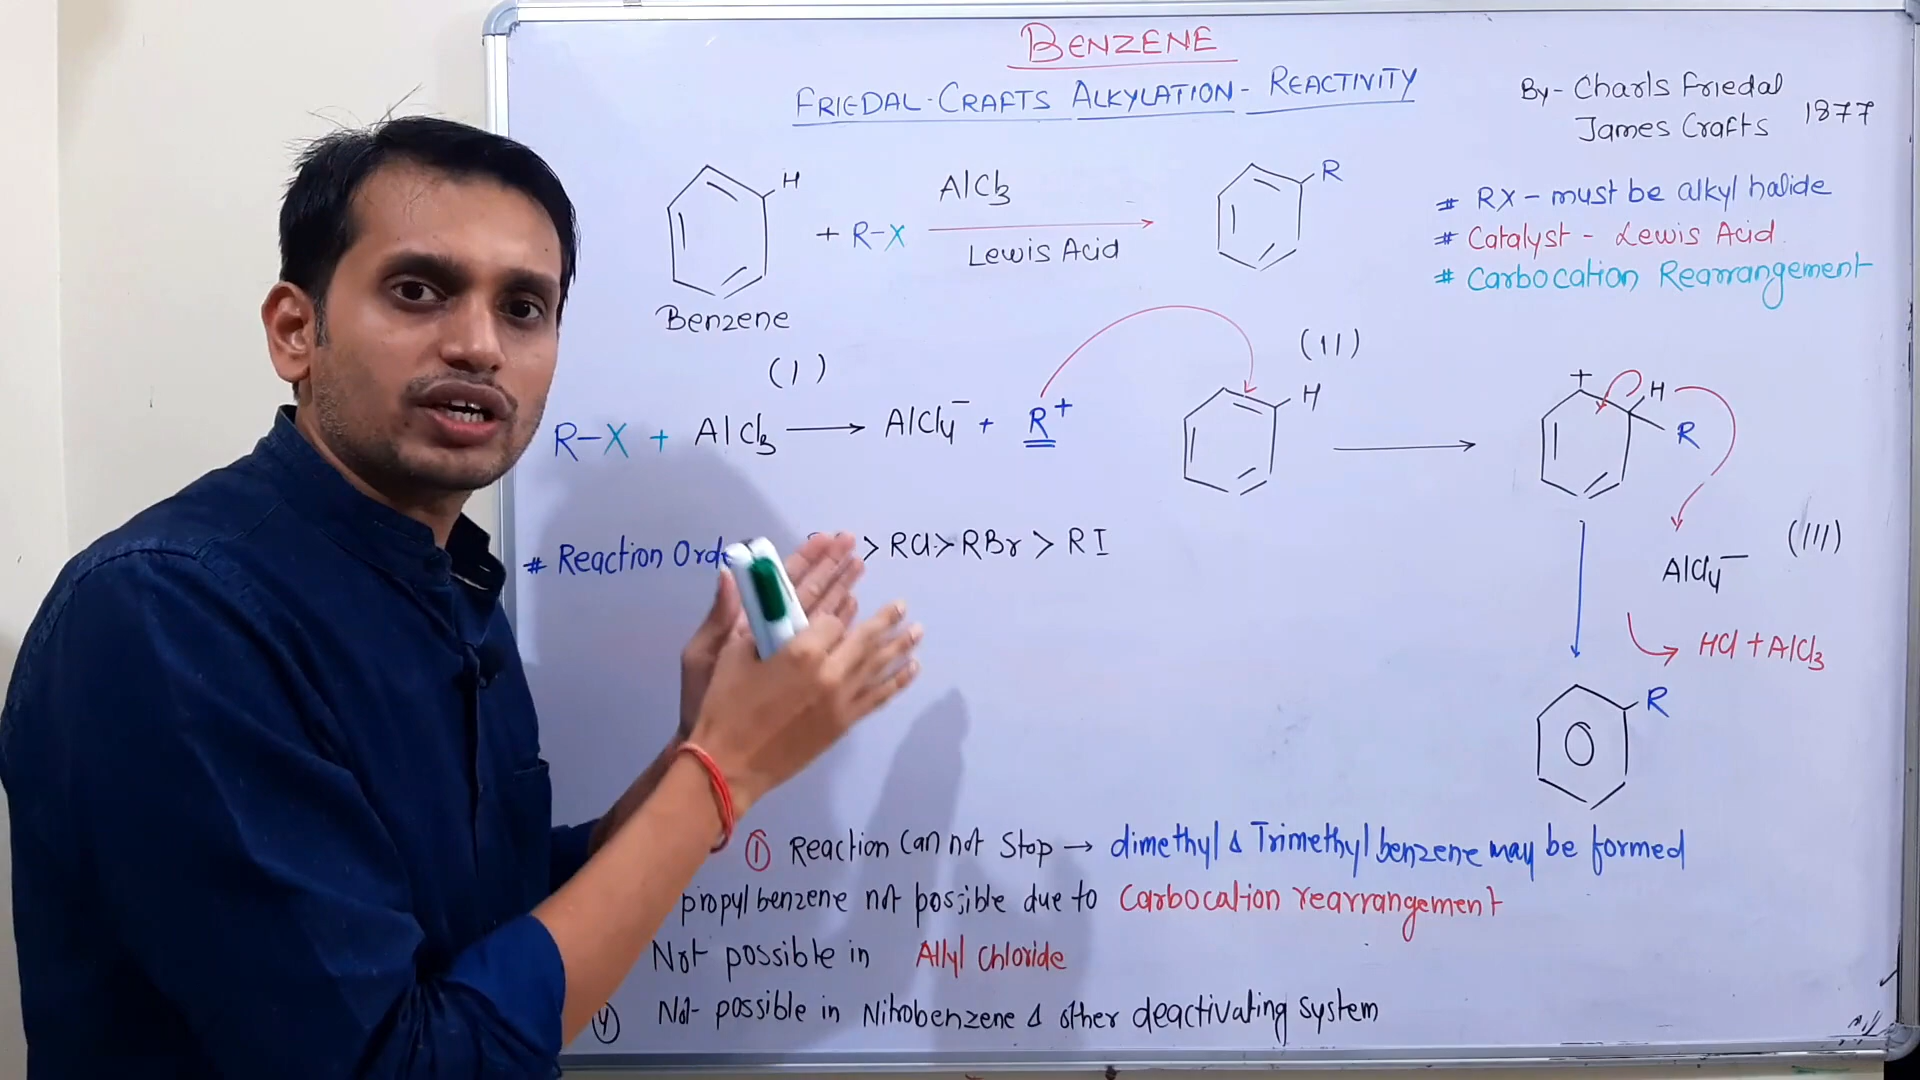 BENZENE
FRIEDAL-CRAFTS ALKYLATION - REACTIVITY
By - Charls Friedal
James Crafts 1877
H
+ R-X
AlCl3
Lewis Acid
R
Benzene
# RX - must be alkyl halide
# Catalyst - Lewis Acid
# Carbocation Rearrangement
(I)
R-X + AlCl3 → AlCl4⁻ + R⁺
(II)
H
+
H
R
AlCl4⁻
(III)
HCl + AlCl3
R
# Reaction > RCl > RBr > RI
① Reaction Can not Stop → dimethyl & Trimethyl benzene may be formed
propyl benzene not possible due to Carbocation rearrangement
Not possible in Allyl Chloride
④ Not possible in Nitrobenzene & other deactivating system